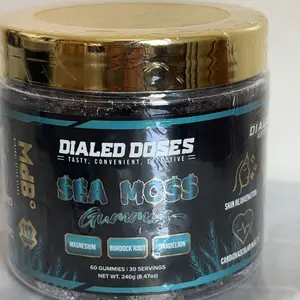 DIALED DOSES
TASTY, CONVENIENT, EFFECTIVE
SEA MOSS
Gummies
MAGNESIUM
BURDOCK ROOT
DANDELION
60 GUMMIES | 30 SERVINGS
NET WT. 240g (8.47oz)
MdB
SKIN REJUVENATION